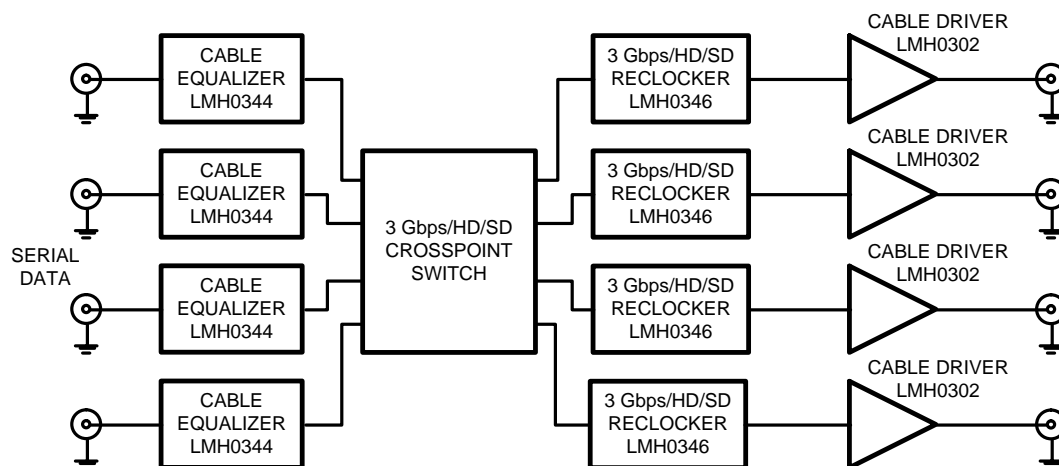 CABLE
EQUALIZER
LMH0344
3 Gbps/HD/SD
RECLOCKER
LMH0346
CABLE DRIVER
LMH0302
CABLE
EQUALIZER
LMH0344
3 Gbps/HD/SD
RECLOCKER
LMH0346
CABLE DRIVER
LMH0302
SERIAL
DATA
3 Gbps/HD/SD
CROSSPOINT
SWITCH
CABLE
EQUALIZER
LMH0344
3 Gbps/HD/SD
RECLOCKER
LMH0346
CABLE DRIVER
LMH0302
CABLE
EQUALIZER
LMH0344
3 Gbps/HD/SD
RECLOCKER
LMH0346
CABLE DRIVER
LMH0302